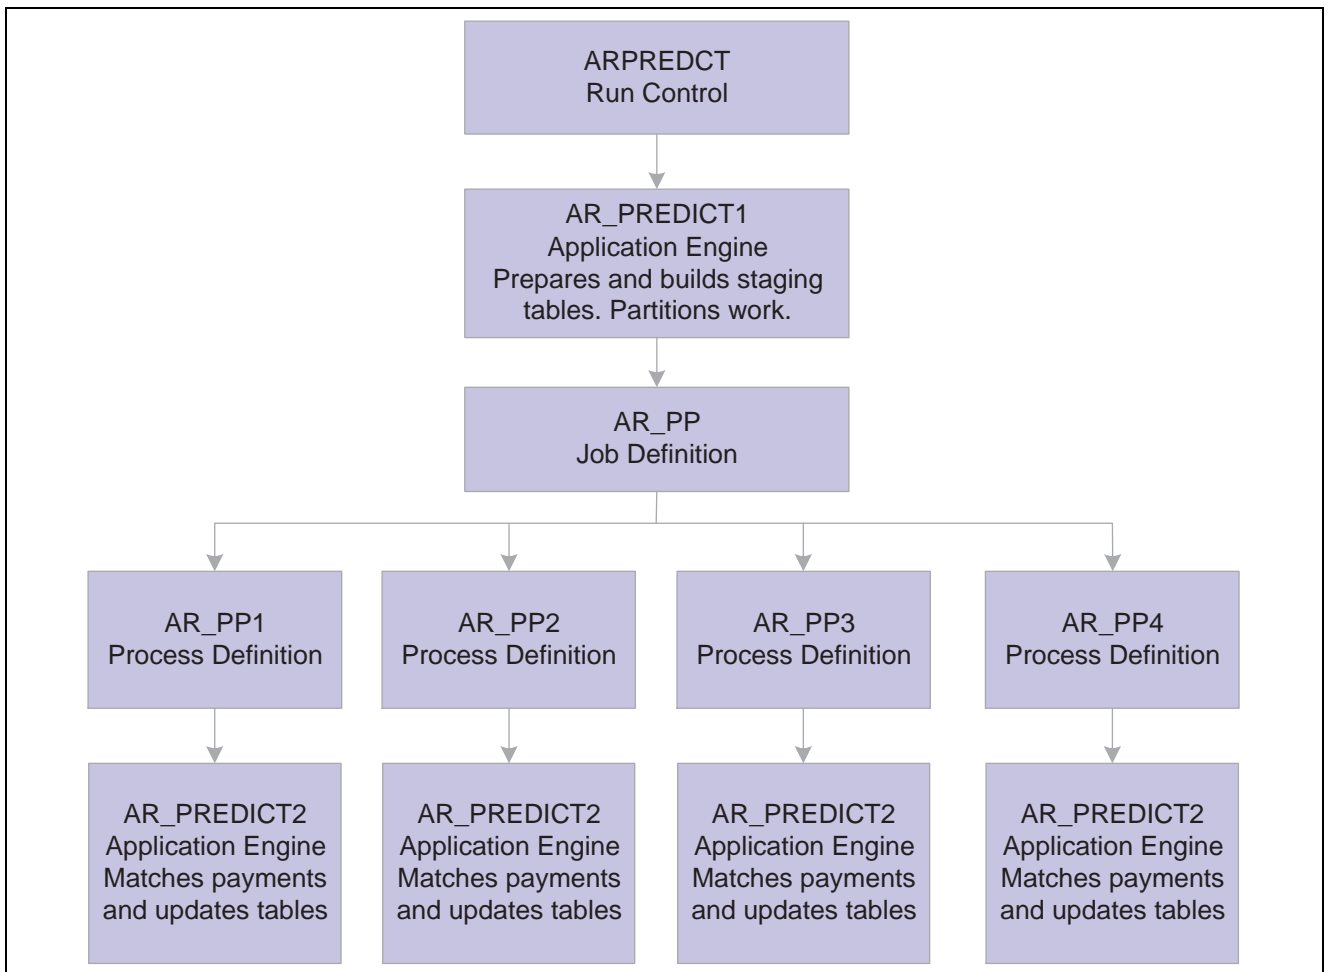 ARPREDCT
Run Control
AR_PREDICT1
Application Engine
Prepares and builds staging
tables. Partitions work.
AR_PP
Job Definition
AR_PP1
Process Definition
AR_PP2
Process Definition
AR_PP3
Process Definition
AR_PP4
Process Definition
AR_PREDICT2
Application Engine
Matches payments
and updates tables
AR_PREDICT2
Application Engine
Matches payments
and updates tables
AR_PREDICT2
Application Engine
Matches payments
and updates tables
AR_PREDICT2
Application Engine
Matches payments
and updates tables